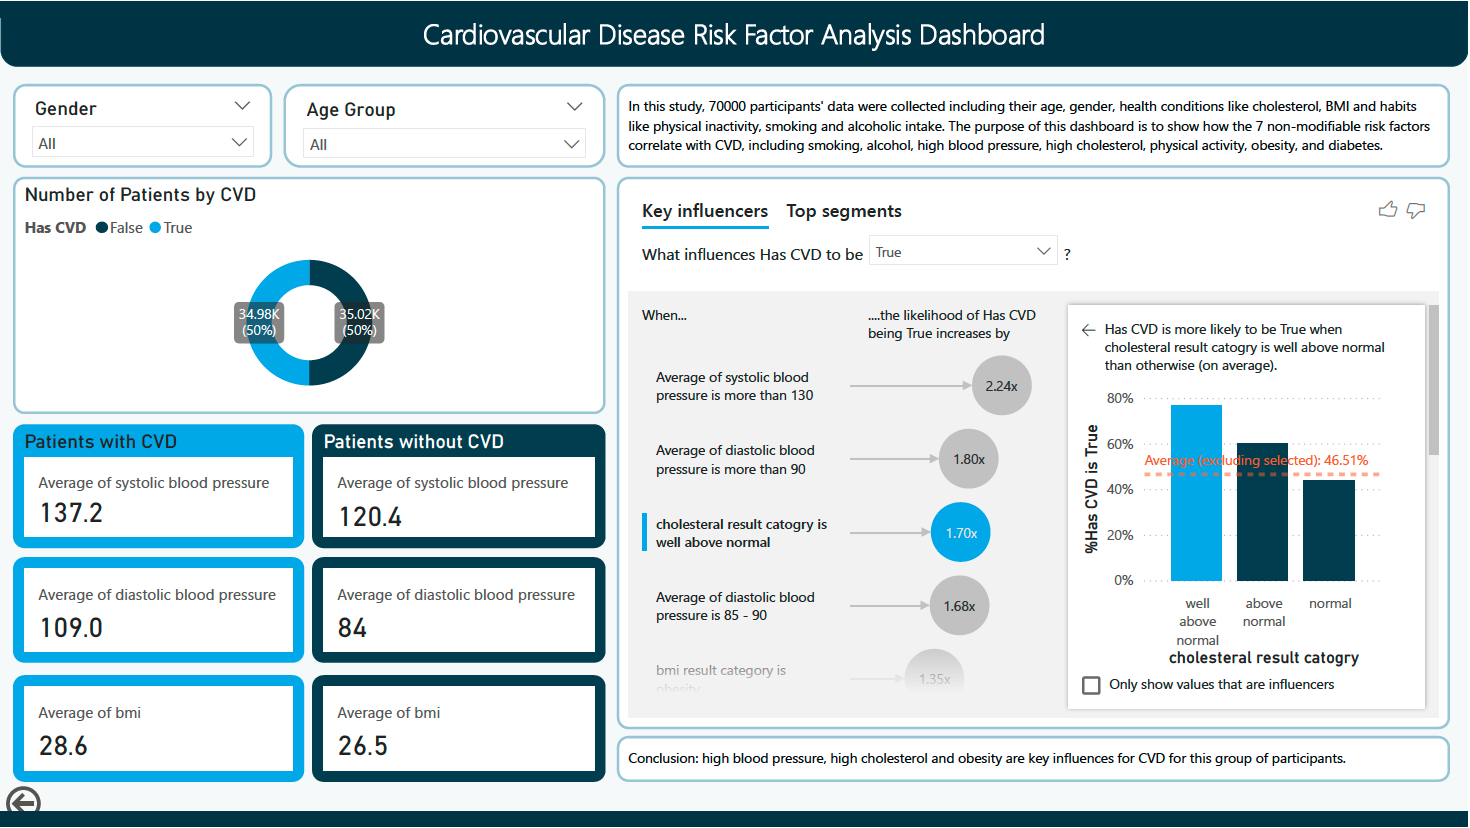 Cardiovascular Disease Risk Factor Analysis Dashboard
Gender
All
Age Group
All
In this study, 70000 participants' data were collected including their age, gender, health conditions like cholesterol, BMI and habits
like physical inactivity, smoking and alcoholic intake. The purpose of this dashboard is to show how the 7 non-modifiable risk factors
correlate with CVD, including smoking, alcohol, high blood pressure, high cholesterol, physical activity, obesity, and diabetes.
Number of Patients by CVD
Has CVD False True
34.98K
(50%)
35.02K
(50%)
Patients with CVD
Average of systolic blood pressure
137.2
Average of diastolic blood pressure
109.0
Average of bmi
28.6
Patients without CVD
Average of systolic blood pressure
120.4
Average of diastolic blood pressure
84
Average of bmi
26.5
Key influencers Top segments
What influences Has CVD to be True ?
When...
....the likelihood of Has CVD
being True increases by
Average of systolic blood
pressure is more than 130
2.24x
Average of diastolic blood
pressure is more than 90
1.80x
cholesteral result catogry is
well above normal
1.70x
Average of diastolic blood
pressure is 85 - 90
1.68x
bmi result category is
obesity
1.35x
Has CVD is more likely to be True when
cholesteral result catogry is well above normal
than otherwise (on average).
%Has CVD is True
80%
60%
40%
20%
0%
Average (excluding selected): 46.51%
well
above
normal
above
normal
normal
cholesteral result catogry
Only show values that are influencers
Conclusion: high blood pressure, high cholesterol and obesity are key influences for CVD for this group of participants.